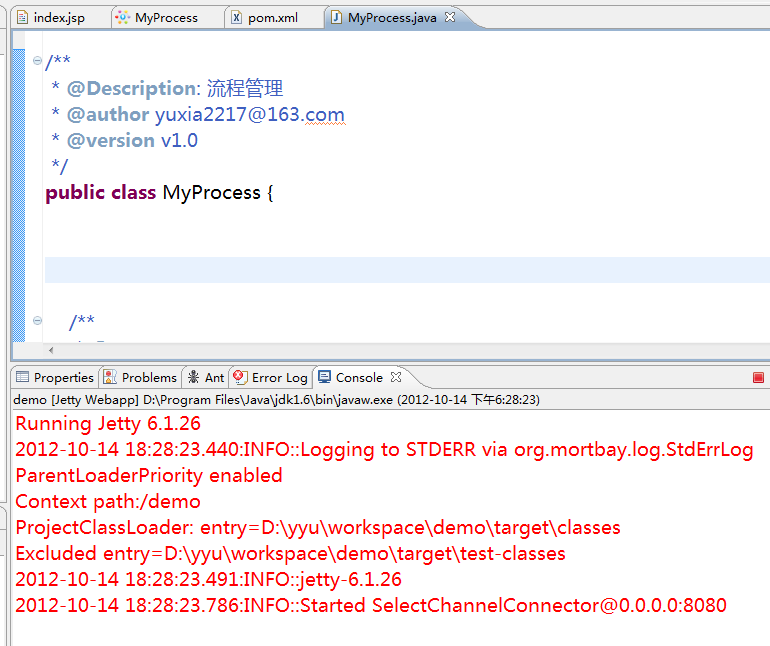 index.jsp MyProcess pom.xml MyProcess.java
/**
* @Description: 流程管理
* @author yuxia2217@163.com
* @version v1.0
*/
public class MyProcess {
/**
Properties Problems Ant Error Log Console
demo [Jetty Webapp] D:\Program Files\Java\jdk1.6\bin\javaw.exe (2012-10-14 下午6:28:23)
Running Jetty 6.1.26
2012-10-14 18:28:23.440:INFO::Logging to STDERR via org.mortbay.log.StdErrLog
ParentLoaderPriority enabled
Context path:/demo
ProjectClassLoader: entry=D:\yyu\workspace\demo\target\classes
Excluded entry=D:\yyu\workspace\demo\target\test-classes
2012-10-14 18:28:23.491:INFO::jetty-6.1.26
2012-10-14 18:28:23.786:INFO::Started SelectChannelConnector@0.0.0.0:8080